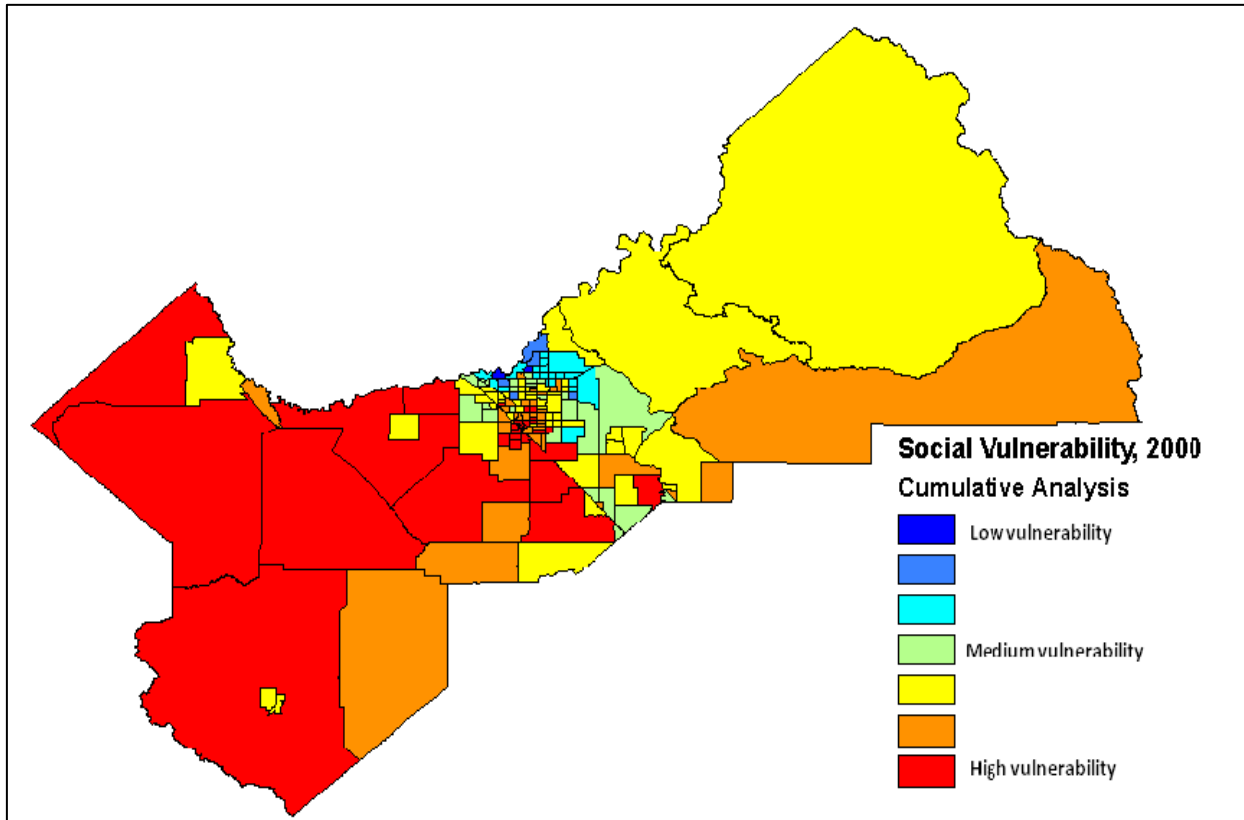 Social Vulnerability, 2000
Cumulative Analysis
Low vulnerability
Medium vulnerability
High vulnerability